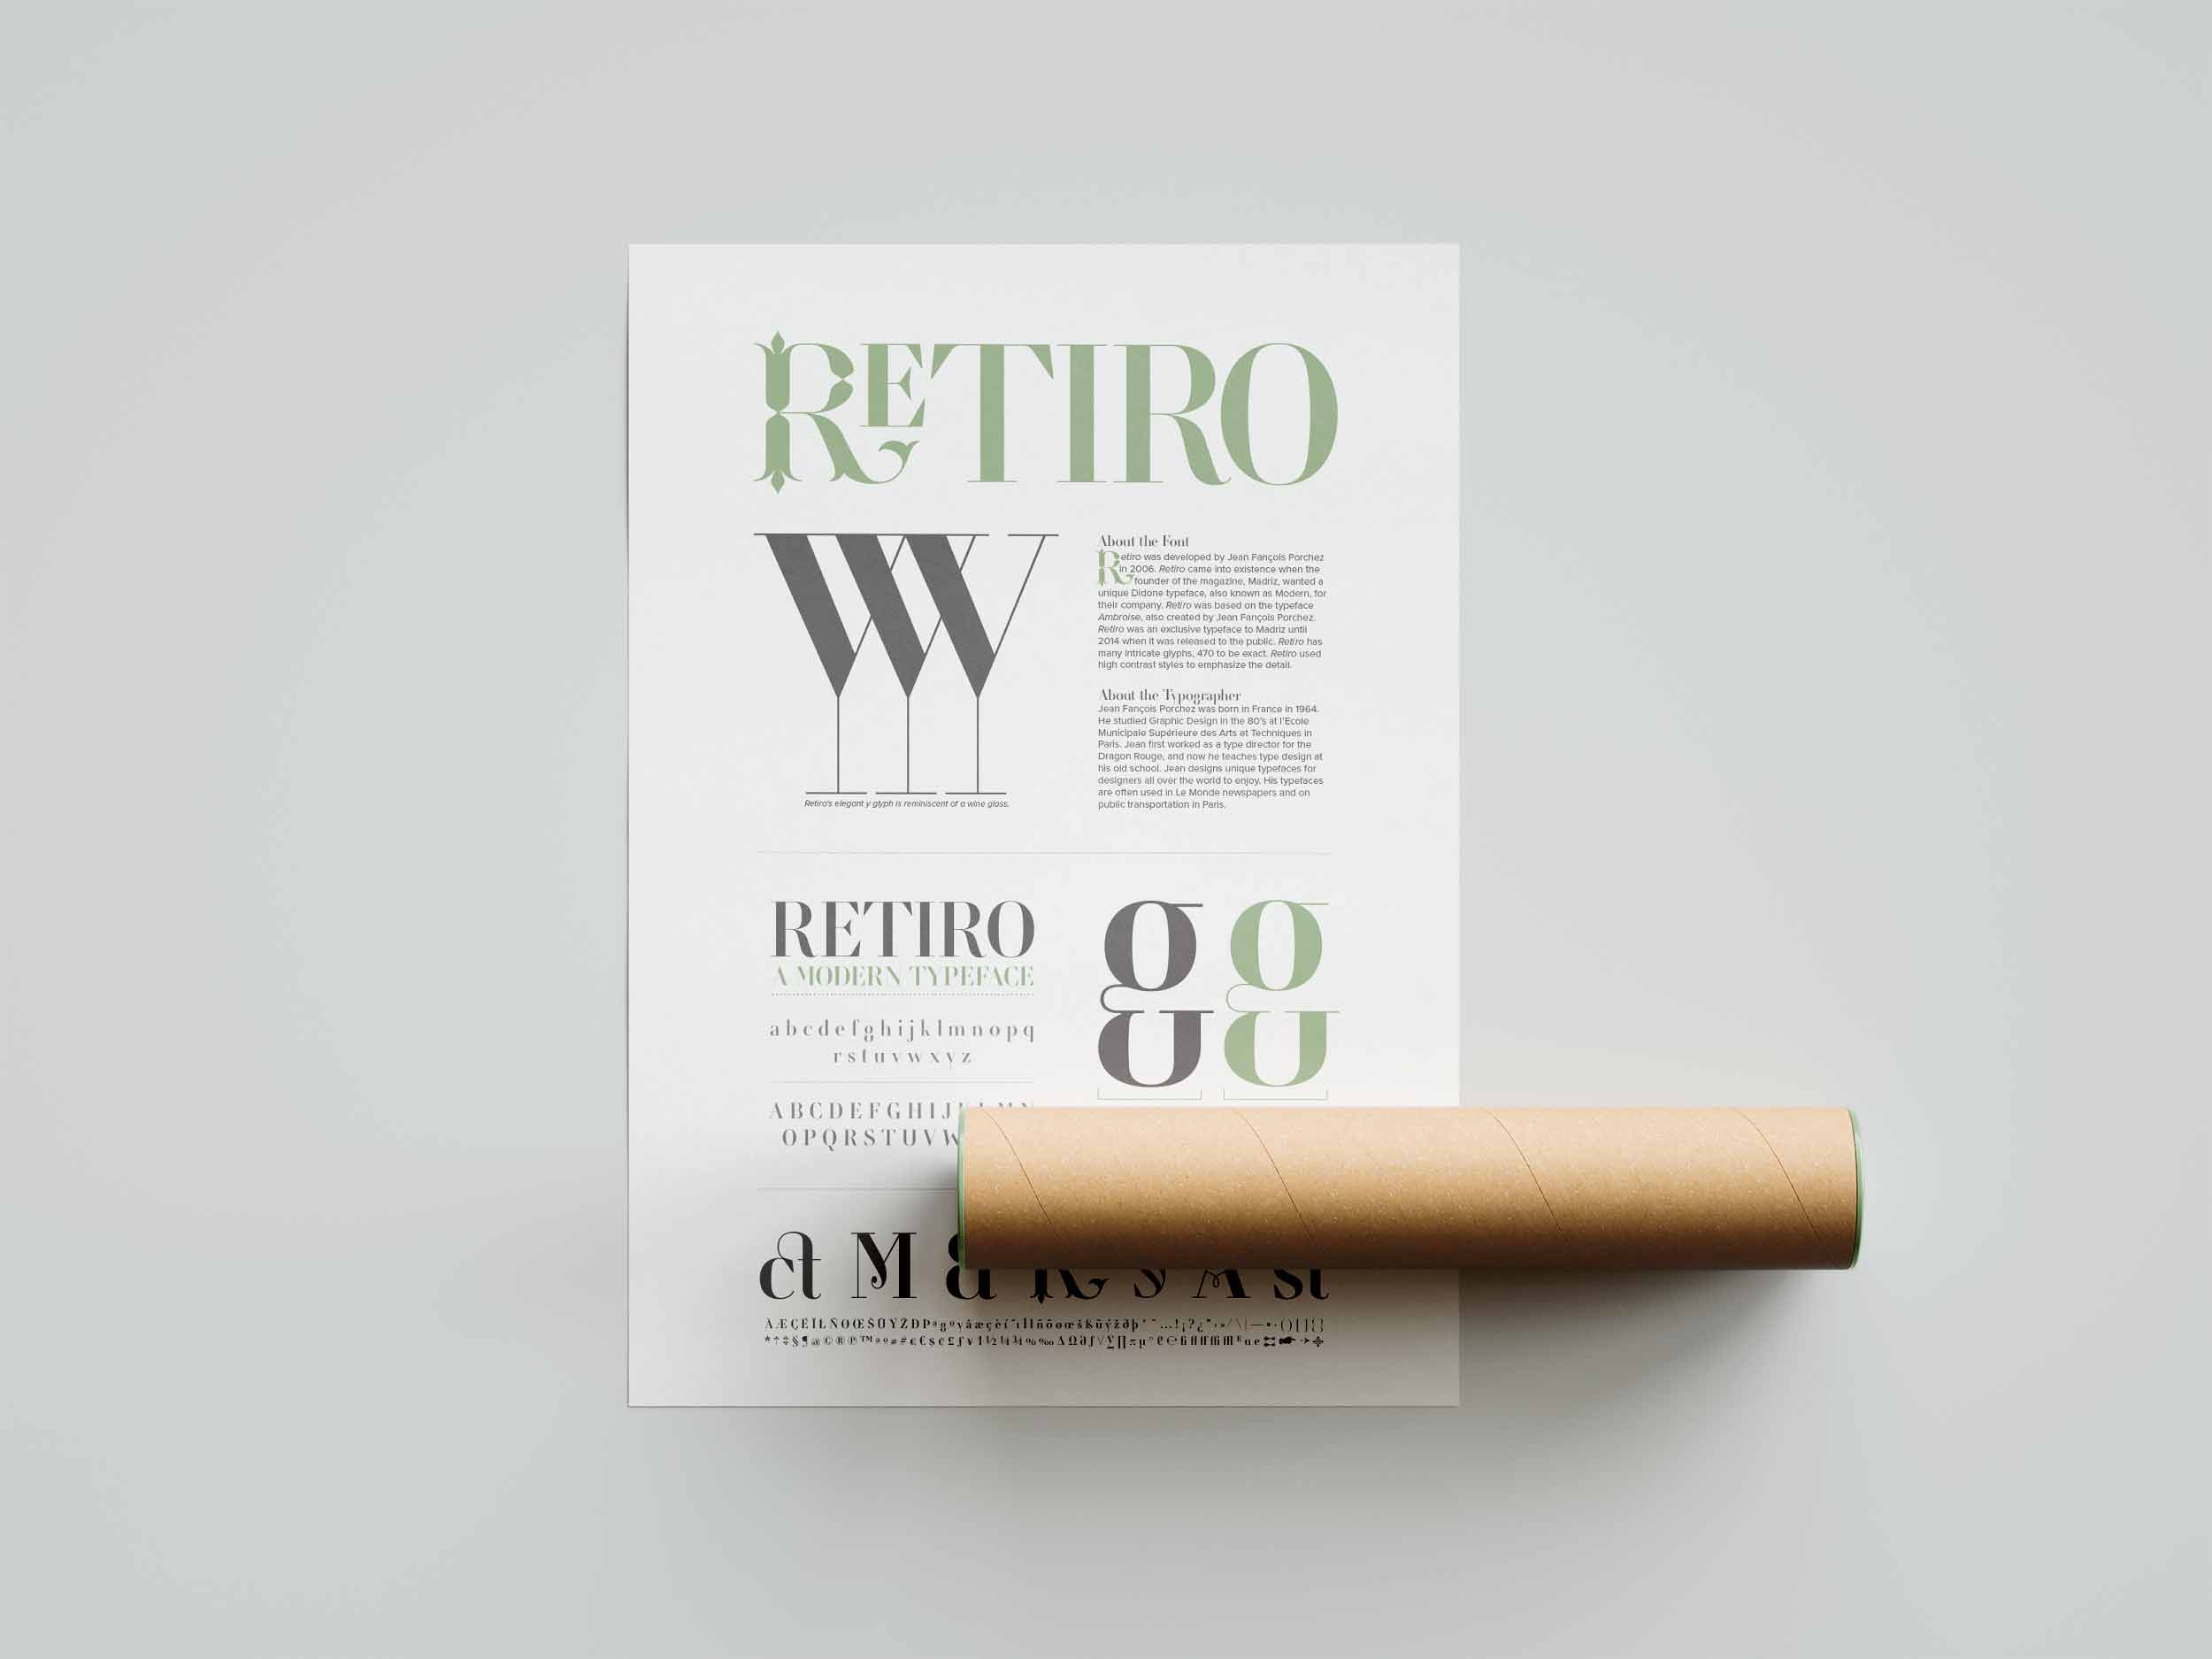 RETIRO
YYY
Retiro's elegant y glyph is reminiscent of a wine glass.
About the Font
Retiro was developed by Jean Fançois Porchez
in 2006. Retiro came into existence when the
founder of the magazine, Madriz, wanted a
unique Didone typeface, also known as Modern, for
their company. Retiro was based on the typeface
Ambroise, also created by Jean Fançois Porchez.
Retiro was an exclusive typeface to Madriz until
2014 when it was released to the public. Retiro has
many intricate glyphs, 470 to be exact. Retiro used
high contrast styles to emphasize the detail.
About the Typographer
Jean Fançois Porchez was born in France in 1964.
He studied Graphic Design in the 80's at l'Ecole
Municipale Supérieure des Arts et Techniques in
Paris. Jean first worked as a type director for the
Dragon Rouge, and now he teaches type design at
his old school. Jean designs unique typefaces for
designers all over the world to enjoy. His typefaces
are often used in Le Monde newspapers and on
public transportation in Paris.
RETIRO
A MODERN TYPEFACE
a b c d e f g h i j k l m n o p q
r s t u v w x y z
A B C D E F G H I J
O P Q R S T U V W
g g
ct M & R y A st